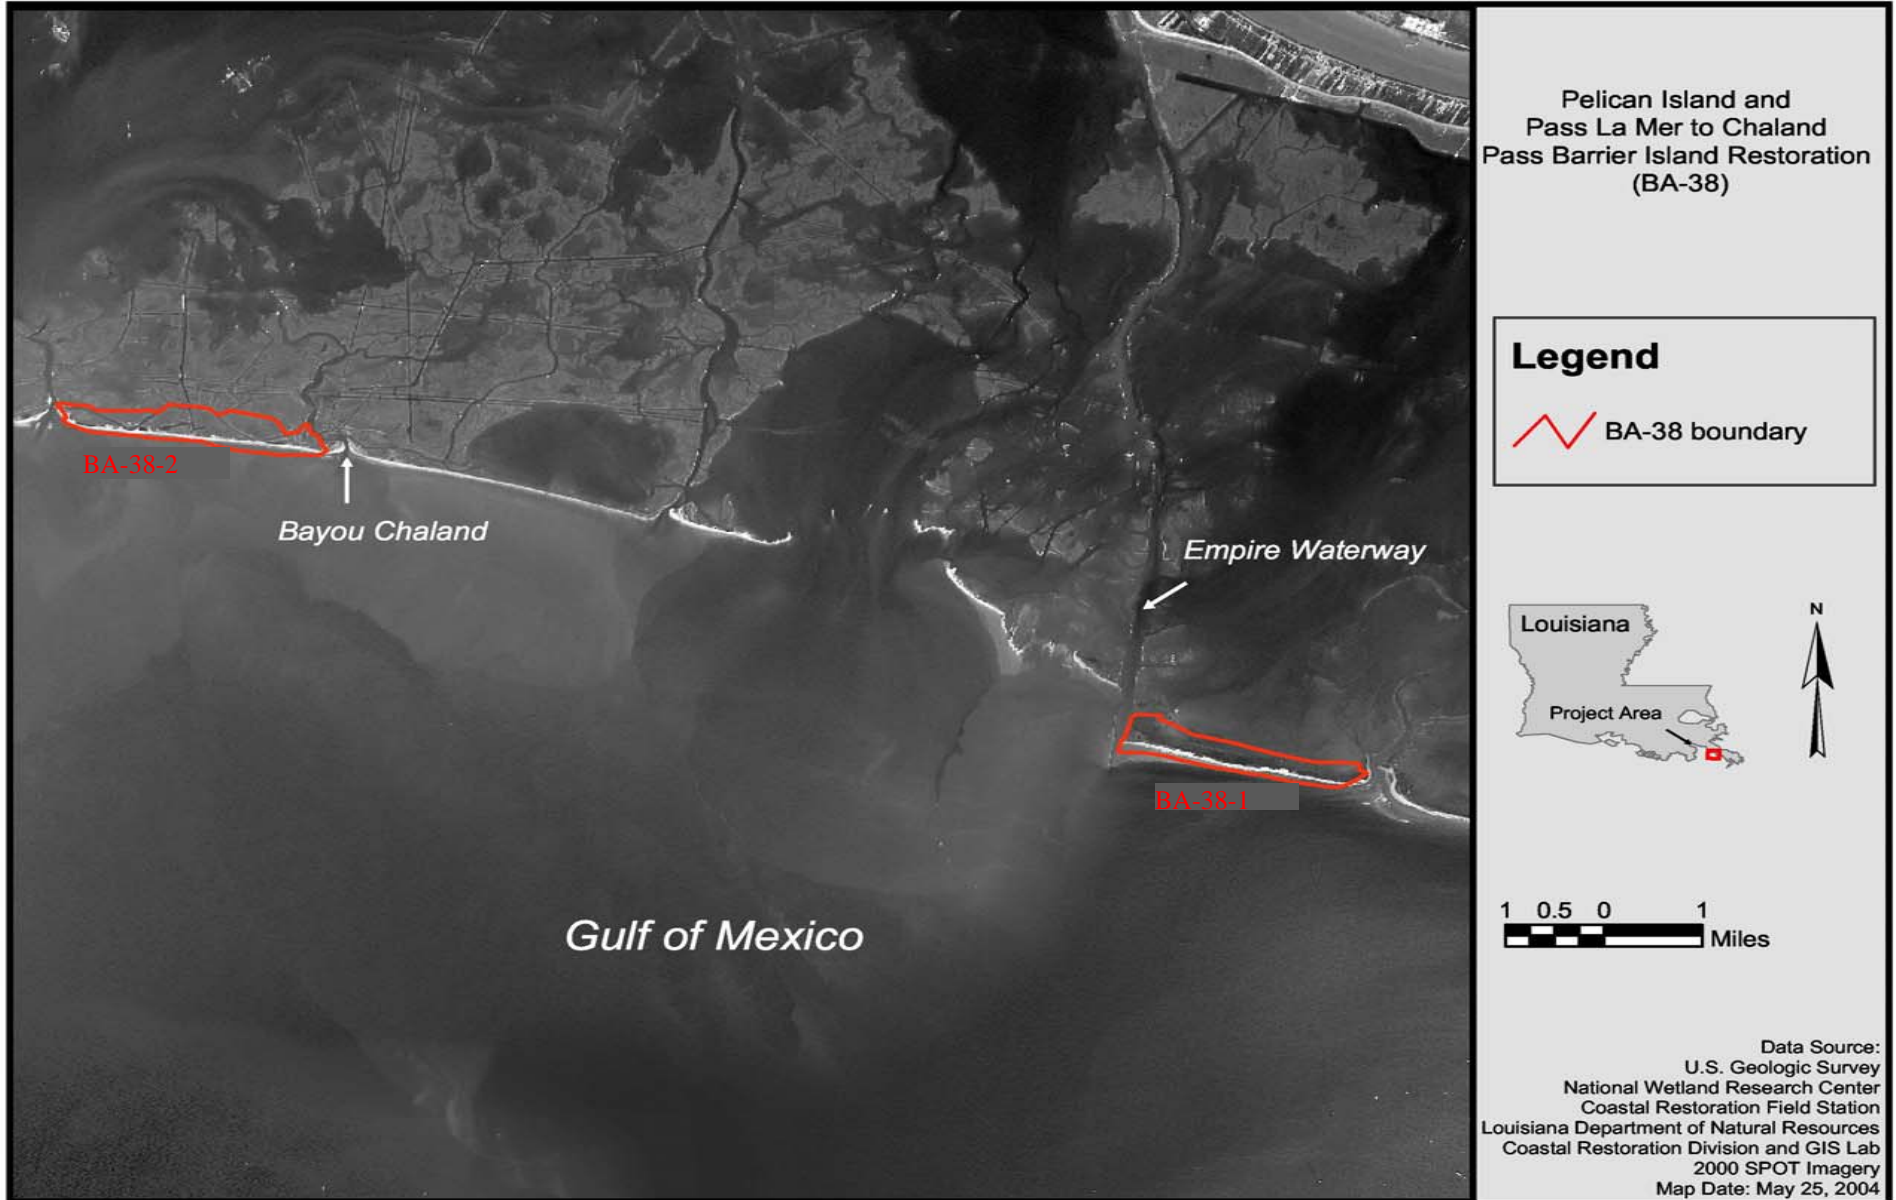 Pelican Island and
Pass La Mer to Chaland
Pass Barrier Island Restoration
(BA-38)
Legend
BA-38 boundary
BA-38-2
Bayou Chaland
Empire Waterway
BA-38-1
Gulf of Mexico
Louisiana
N
Project Area
1 0.5 0 1
Miles
Data Source:
U.S. Geologic Survey
National Wetland Research Center
Coastal Restoration Field Station
Louisiana Department of Natural Resources
Coastal Restoration Division and GIS Lab
2000 SPOT Imagery
Map Date: May 25, 2004